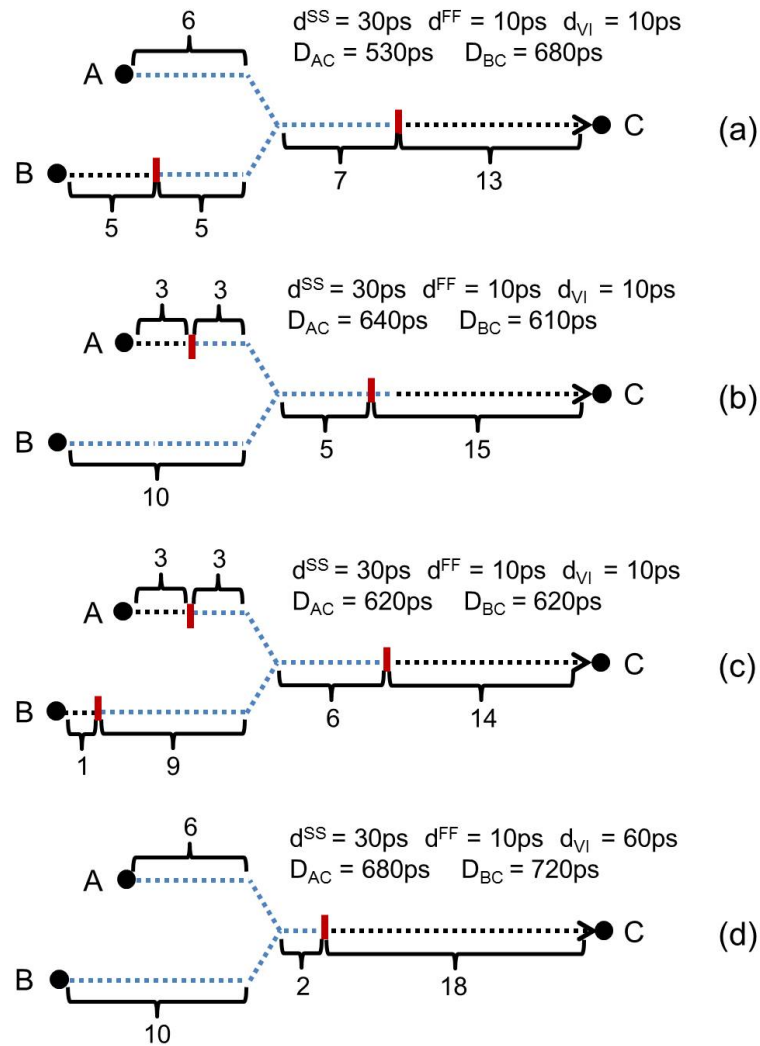 6
d^SS = 30ps d^FF = 10ps d_VI = 10ps
D_AC = 530ps D_BC = 680ps
A
C
(a)
B
7
13
5
5
3
3
d^SS = 30ps d^FF = 10ps d_VI = 10ps
D_AC = 640ps D_BC = 610ps
A
C
(b)
B
5
15
10
3
3
d^SS = 30ps d^FF = 10ps d_VI = 10ps
D_AC = 620ps D_BC = 620ps
A
C
(c)
B
6
14
1
9
6
d^SS = 30ps d^FF = 10ps d_VI = 60ps
D_AC = 680ps D_BC = 720ps
A
C
(d)
B
2
18
10